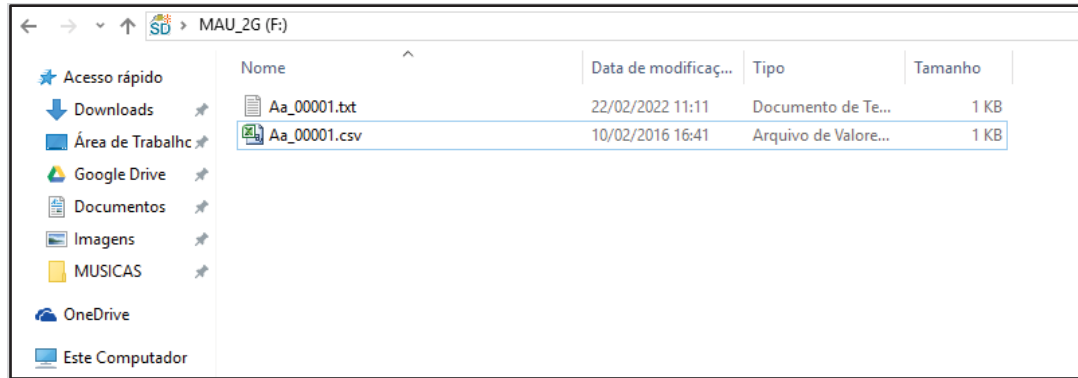 SD > MAU_2G (F:)
Acesso rápido
Downloads
Área de Trabalhc
Google Drive
Documentos
Imagens
MUSICAS
OneDrive
Este Computador
Nome Data de modificaç... Tipo Tamanho
Aa_00001.txt 22/02/2022 11:11 Documento de Te... 1 KB
Aa_00001.csv 10/02/2016 16:41 Arquivo de Valore... 1 KB